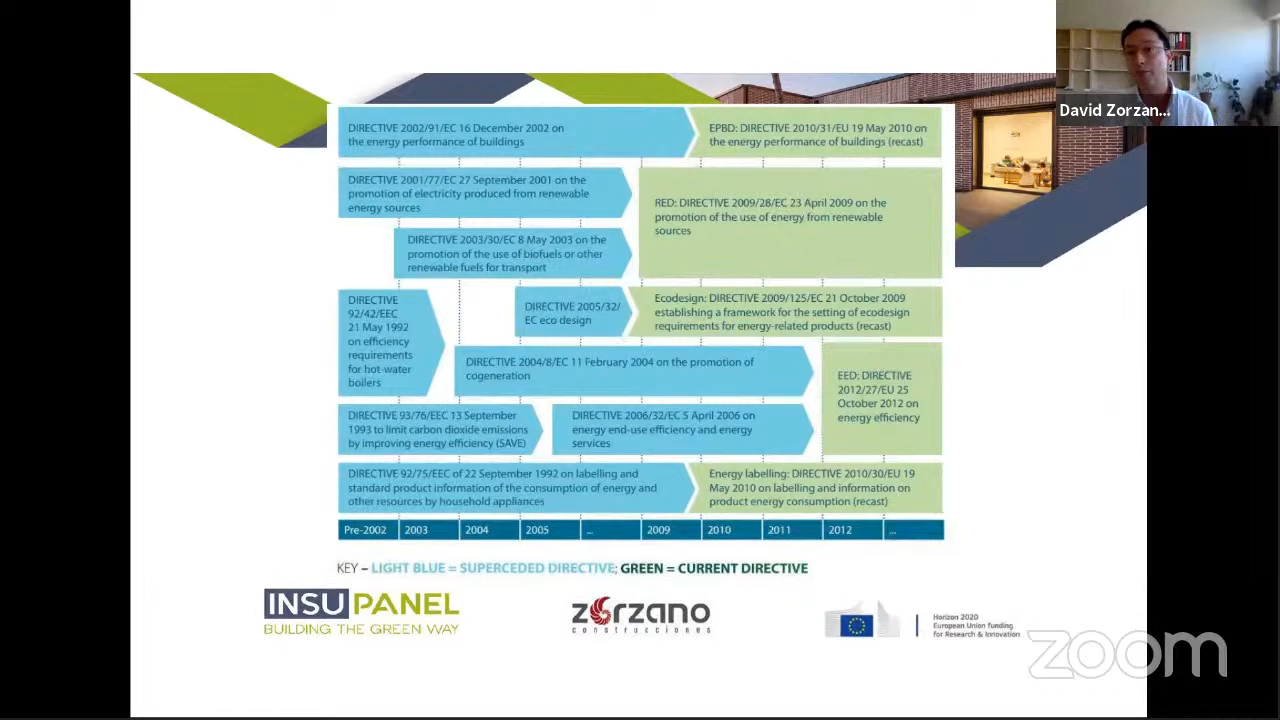 David Zorzan...
DIRECTIVE 2002/91/EC 16 December 2002 on
the energy performance of buildings
EPBD: DIRECTIVE 2010/31/EU 19 May 2010 on
the energy performance of buildings (recast)
DIRECTIVE 2001/77/EC 27 September 2001 on the
promotion of electricity produced from renewable
energy sources
RED: DIRECTIVE 2009/28/EC 23 April 2009 on the
promotion of the use of energy from renewable
sources
DIRECTIVE 2003/30/EC 8 May 2003 on the
promotion of the use of biofuels or other
renewable fuels for transport
DIRECTIVE
92/42/EEC
21 May 1992
on efficiency
requirements
for hot-water
boilers
DIRECTIVE 2005/32/
EC eco design
Ecodesign: DIRECTIVE 2009/125/EC 21 October 2009
establishing a framework for the setting of ecodesign
requirements for energy-related products (recast)
DIRECTIVE 2004/8/EC 11 February 2004 on the promotion of
cogeneration
EED: DIRECTIVE
2012/27/EU 25
October 2012 on
energy efficiency
DIRECTIVE 93/76/EEC 13 September
1993 to limit carbon dioxide emissions
by improving energy efficiency (SAVE)
DIRECTIVE 2006/32/EC 5 April 2006 on
energy end-use efficiency and energy
services
DIRECTIVE 92/75/EEC of 22 September 1992 on labelling and
standard product information of the consumption of energy and
other resources by household appliances
Energy labelling: DIRECTIVE 2010/30/EU 19
May 2010 on labelling and information on
product energy consumption (recast)
Pre-2002 2003 2004 2005 ... 2009 2010 2011 2012 ...
KEY – LIGHT BLUE = SUPERCEDED DIRECTIVE; GREEN = CURRENT DIRECTIVE
INSUPANEL
BUILDING THE GREEN WAY
zorzano
construcciones
Horizon 2020
European Union funding
for Research & Innovation
zoom